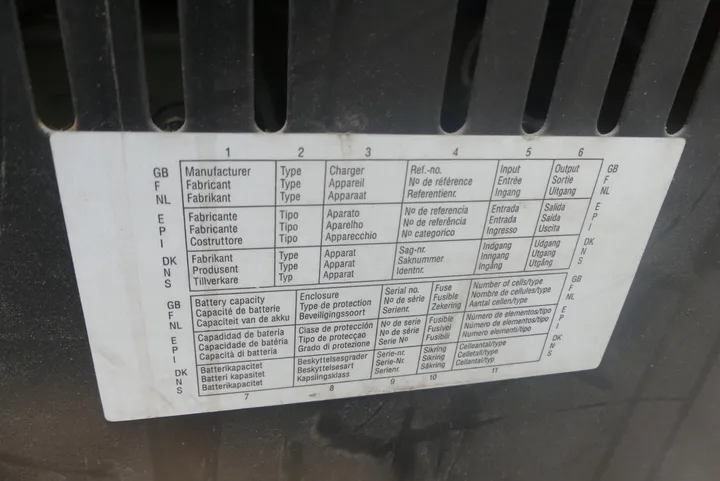 1 2 3 4 5 6
GB Manufacturer Type Charger Ref.-no. Input Output GB
F Fabricant Type Appareil Nº de référence Entrée Sortie F
NL Fabrikant Type Apparaat Referentienr. Ingang Uitgang NL
E Fabricante Tipo Aparato Nº de referencia Entrada Salida E
P Fabricante Tipo Aparelho Nº de referência Entrada Saida P
I Costruttore Tipo Apparecchio Nº categorico Ingresso Uscita I
DK Fabrikant Type Apparat Sag-nr. Indgang Udgang DK
N Produsent Type Apparat Saknummer Inngang Utgang N
S Tillverkare Typ Apparat Identnr. Ingång Utgång S
GB Battery capacity Enclosure Serial no. Fuse Number of cells/type GB
F Capacité de batterie Type de protection Nº de série Fusible Nombre de cellules/type F
NL Capaciteit van de akku Beveiligingsoort Serienr. Zekering Aantal cellen/type NL
E Capacidad de bateria Clase de protección Nº de serie Fusible Número de elementos/tipo E
P Capacidade de batéria Tipo de protecçao Nº de série Fusivel Número de elementos/tipo P
I Capacità di batteria Grado di protezione Serie Nº Fusibili Numero elementi/tipo I
DK Batterikapacitet Beskyttelsesgrader Serie-nr. Sikring Celleantal/type DK
N Batteri kapasitet Beskyttelsesart Serie-Nr. Sikring Celletall/type N
S Batterikapacitet Kapslingsklass Serienr. Säkring Cellantal/typ S
7 8 9 10 11